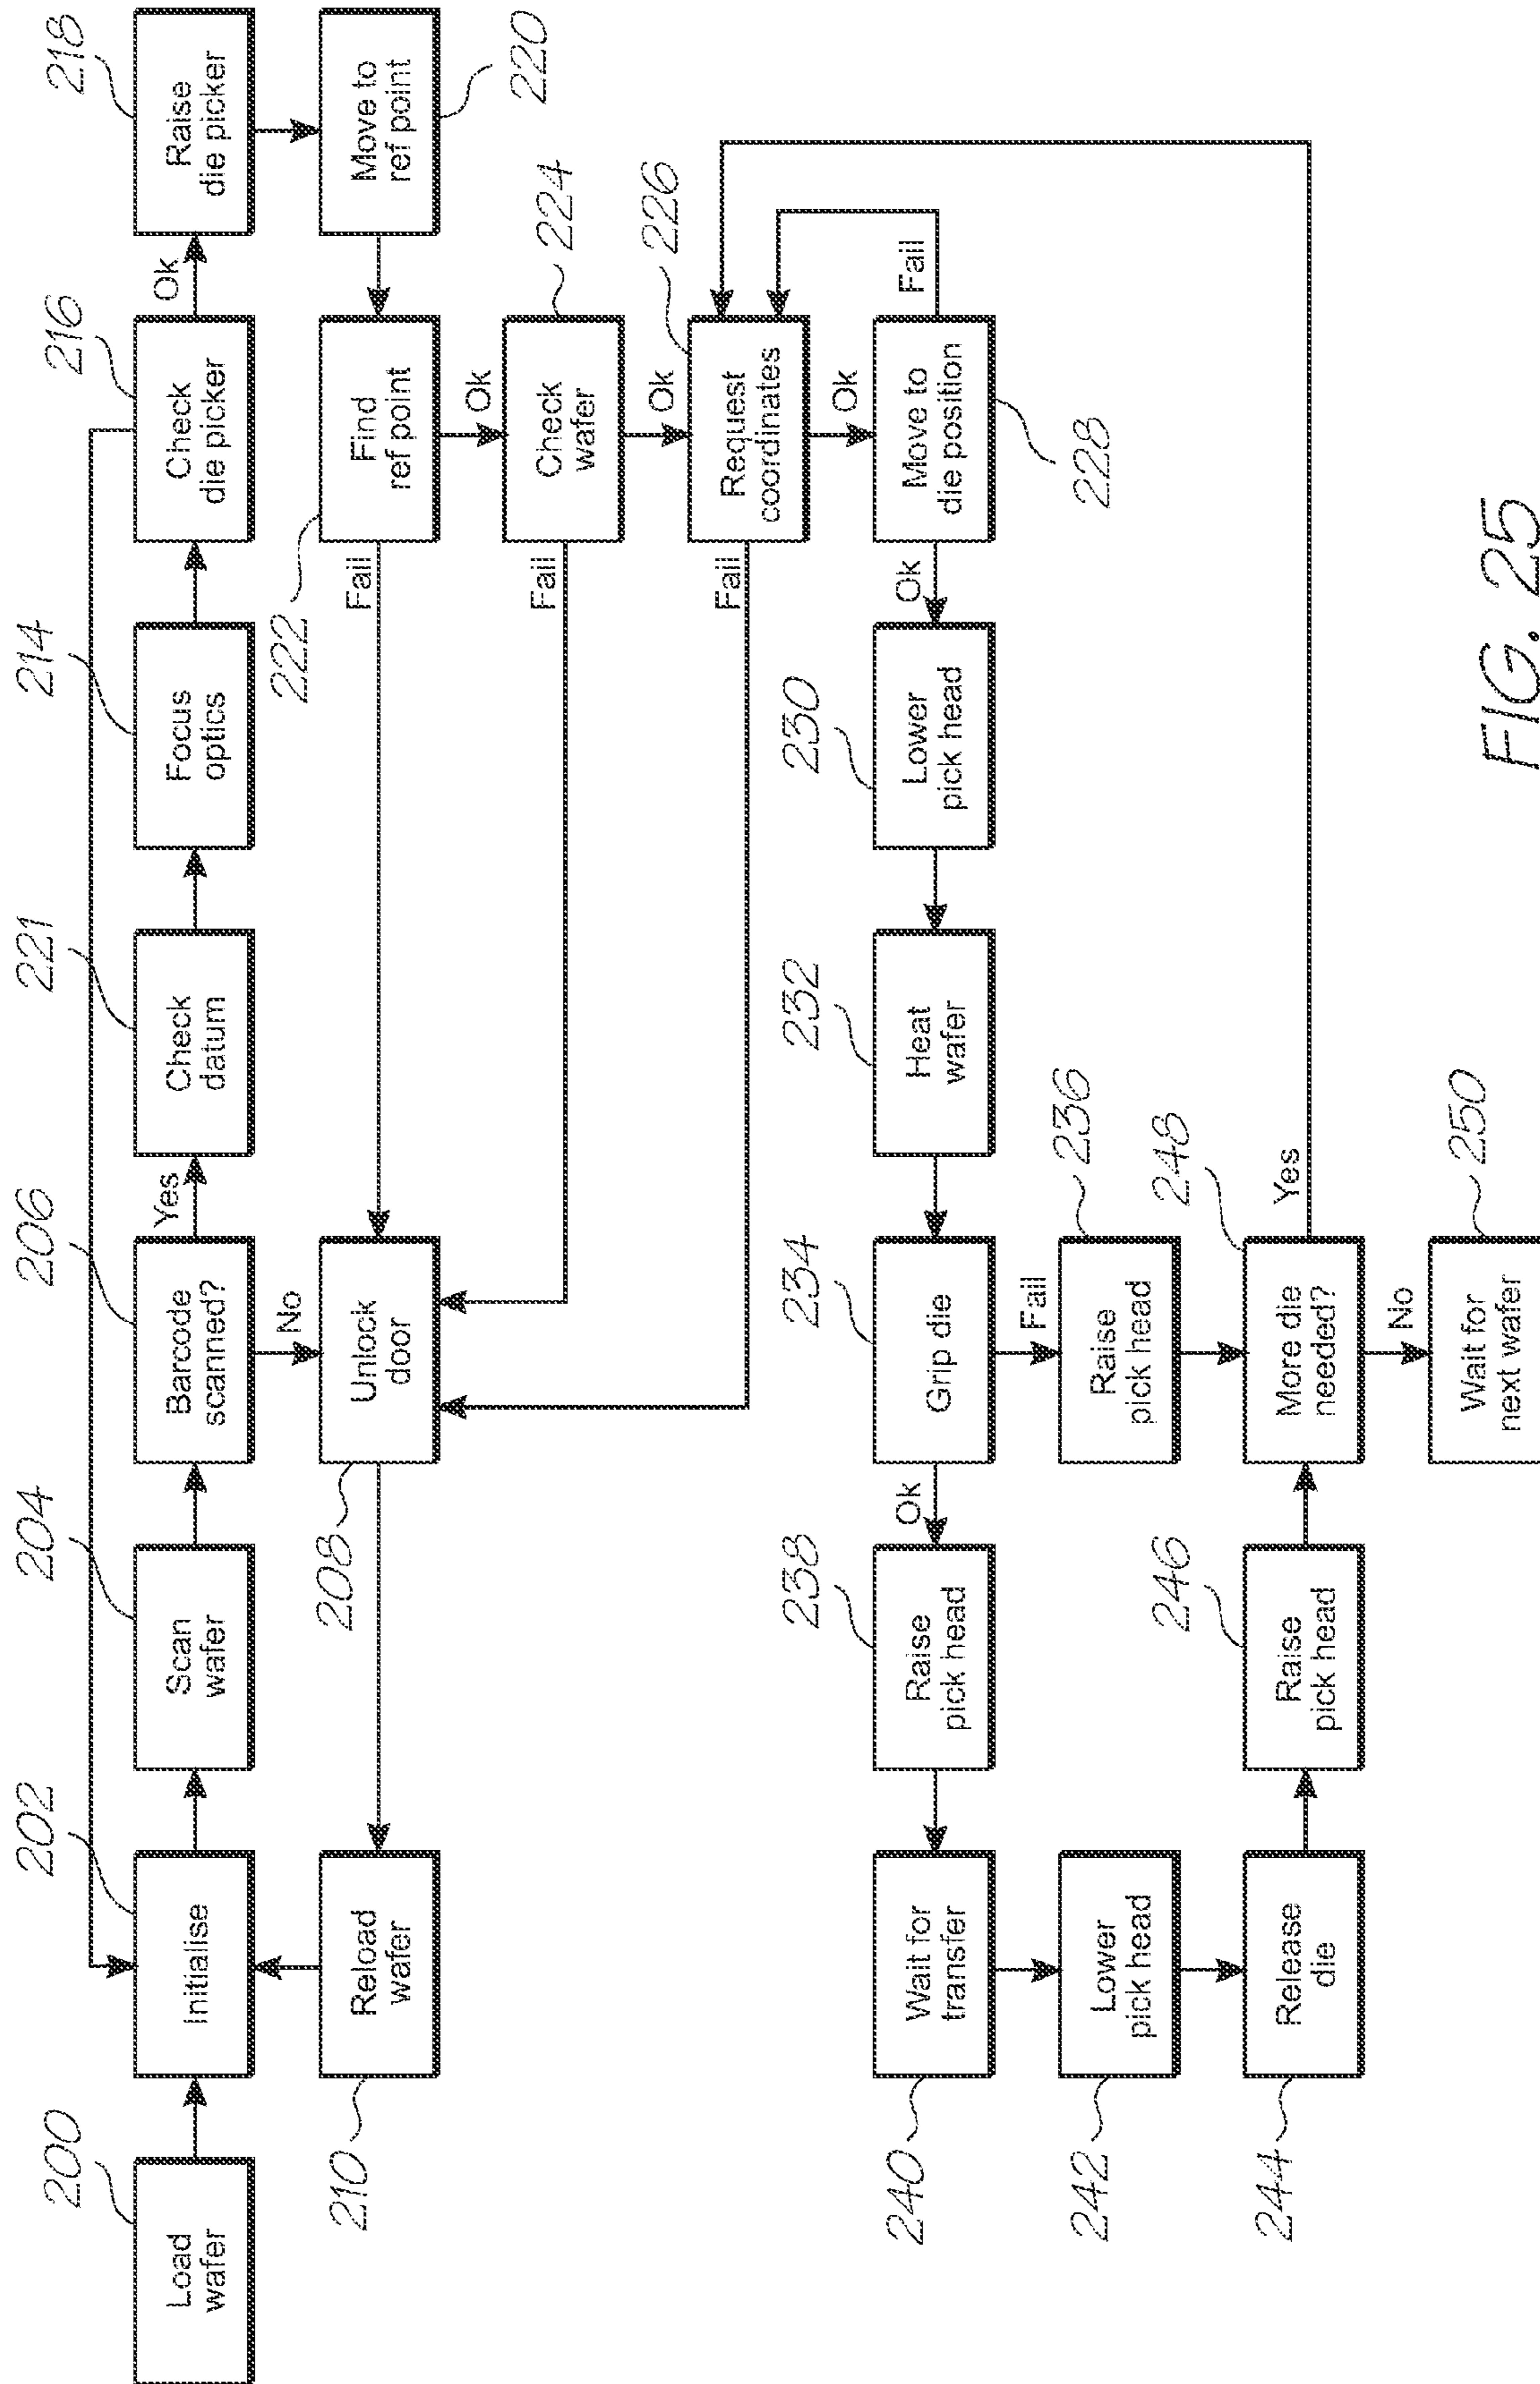 200
202
204
206
221
214
216
218
Load
wafer
Initialise
Scan
wafer
Barcode
scanned?
Yes
Check
datum
Focus
optics
Check
die picker
Ok
Raise
die picker
No
210
Reload
wafer
208
Unlock
door
Fail
222
Find
ref point
Move to
ref point
220
Ok
Fail
Check
wafer
224
Ok
Fail
Request
coordinates
226
Ok
Fail
240
Wait for
transfer
238
Raise
pick head
Ok
234
Grip die
232
Heat
wafer
230
Lower
pick head
Ok
Move to
die position
228
Fail
242
Lower
pick head
Raise
pick head
236
244
Release
die
246
Raise
pick head
More die
needed?
248
Yes
No
Wait for
next wafer
250
FIG. 25